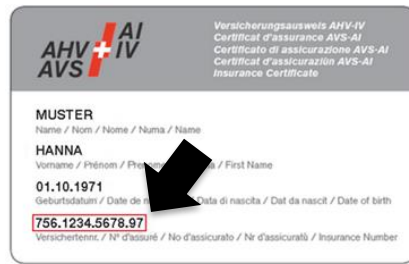 AHV AI
AVS IV
Versicherungsausweis AHV-IV
Certificat d'assurance AVS-AI
Certificato di assicurazione AVS-AI
Certificat d'assicuraziun AVS-AI
Insurance Certificate
MUSTER
Name / Nom / Nome / Numa / Name
HANNA
Vorname / Prénom / / First Name
01.10.1971
Geburtsdatum / Date de / Data di nascita / Dat da nascit / Date of birth
756.1234.5678.97
Versichertennr. / N° d'assuré / No d'assicurato / Nr d'assicuratü / Insurance Number